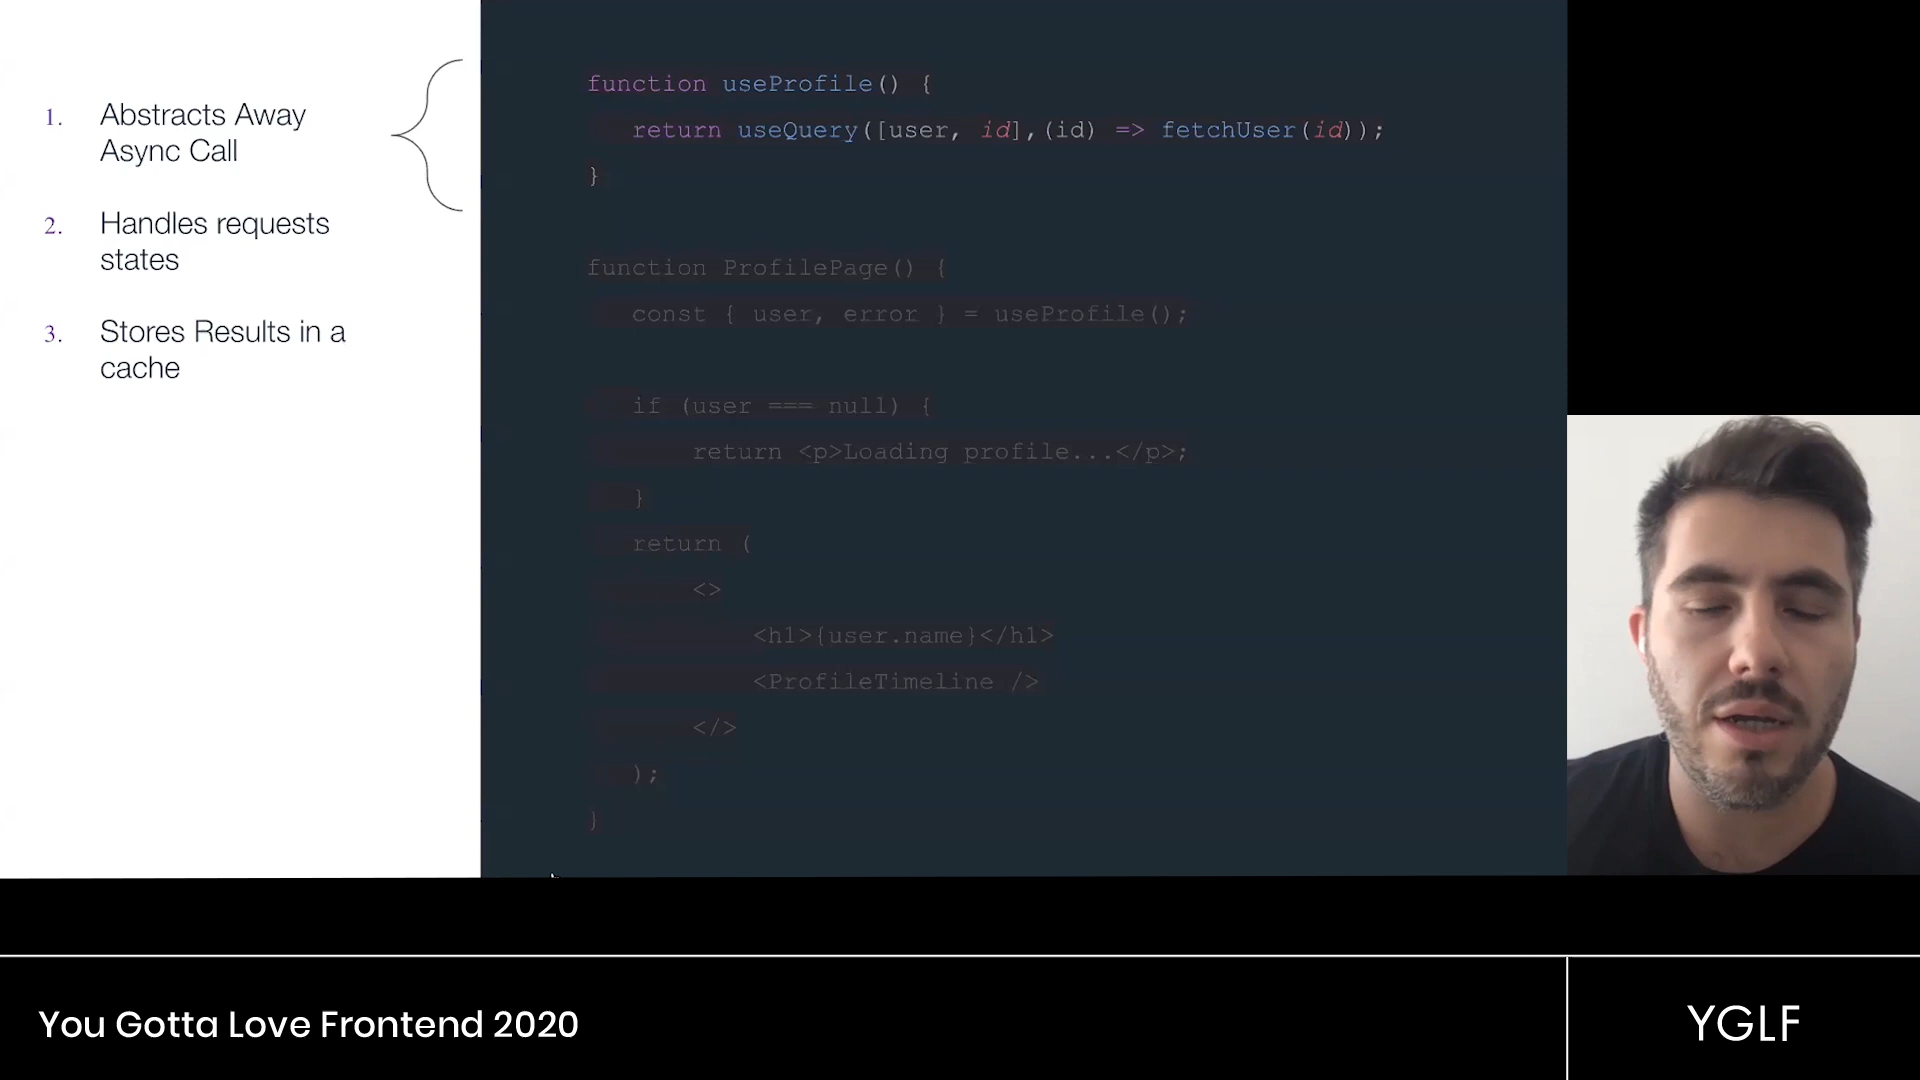 1. Abstracts Away
Async Call
2. Handles requests
states
3. Stores Results in a
cache
function useProfile() {
return useQuery([user, id],(id) => fetchUser(id));
}
function ProfilePage() {
const { user, error } = useProfile();
if (user === null) {
return <p>Loading profile...</p>;
}
return (
<>
<h1>{user.name}</h1>
<ProfileTimeline />
</>
);
}
You Gotta Love Frontend 2020
YGLF